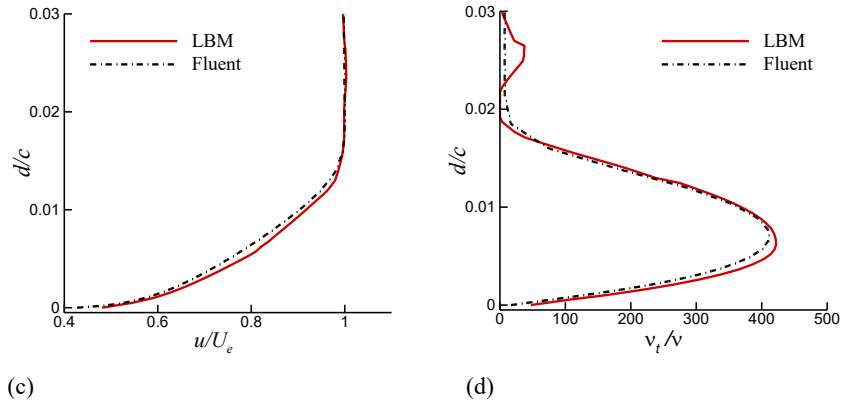 0.03
0.02
0.01
0
d/c
0.4 0.6 0.8 1
u/U_e
LBM
Fluent
(c)
0.03
0.02
0.01
0
d/c
0 100 200 300 400 500
ν_t/ν
LBM
Fluent
(d)